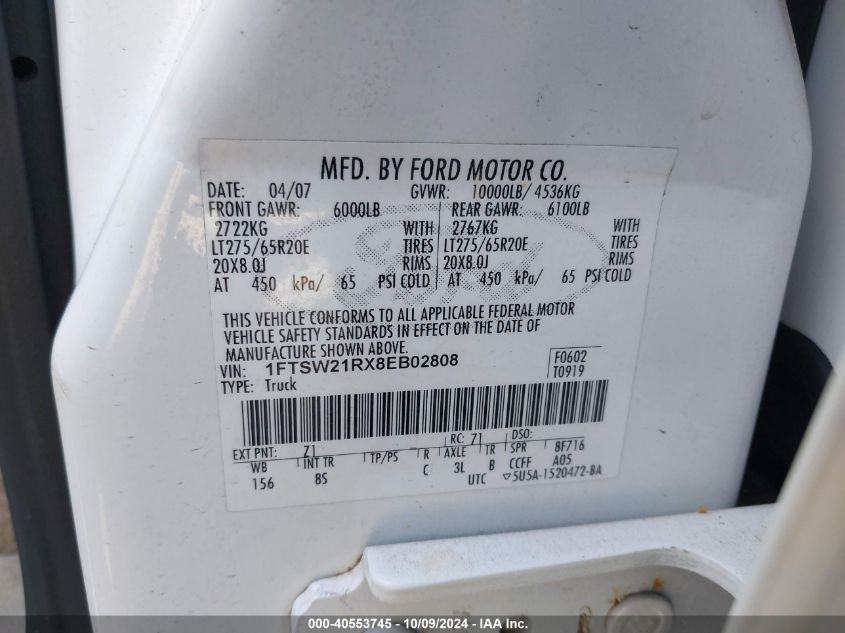 MFD. BY FORD MOTOR CO.
DATE: 04/07 GVWR: 10000LB/ 4536KG
FRONT GAWR: 6000LB REAR GAWR: 6100LB
2722KG WITH 2767KG WITH
LT275/65R20E TIRES LT275/65R20E TIRES
20X8.0J RIMS 20X8.0J RIMS
AT 450 kPa/ 65 PSI COLD AT 450 kPa/ 65 PSI COLD
THIS VEHICLE CONFORMS TO ALL APPLICABLE FEDERAL MOTOR
VEHICLE SAFETY STANDARDS IN EFFECT ON THE DATE OF
MANUFACTURE SHOWN ABOVE.
VIN: 1FTSW21RX8EB02808 F0602
TYPE: Truck T0919
EXT PNT: Z1 RC: 71 DSO:
WB INT TR TP/PS R AXLE TR SPR 8F716
156 8S C 3L B CCFF A05
UTC ▽5U5A-1520472-BA
000-40553745 - 10/09/2024 - IAAI - US, Inc.